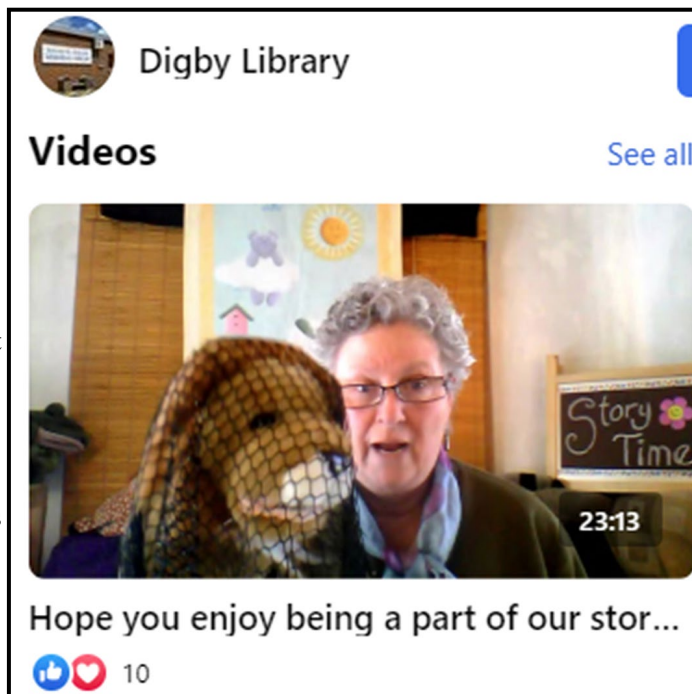 Digby Library
Videos
See all
Story
Time
23:13
Hope you enjoy being a part of our stor...
10